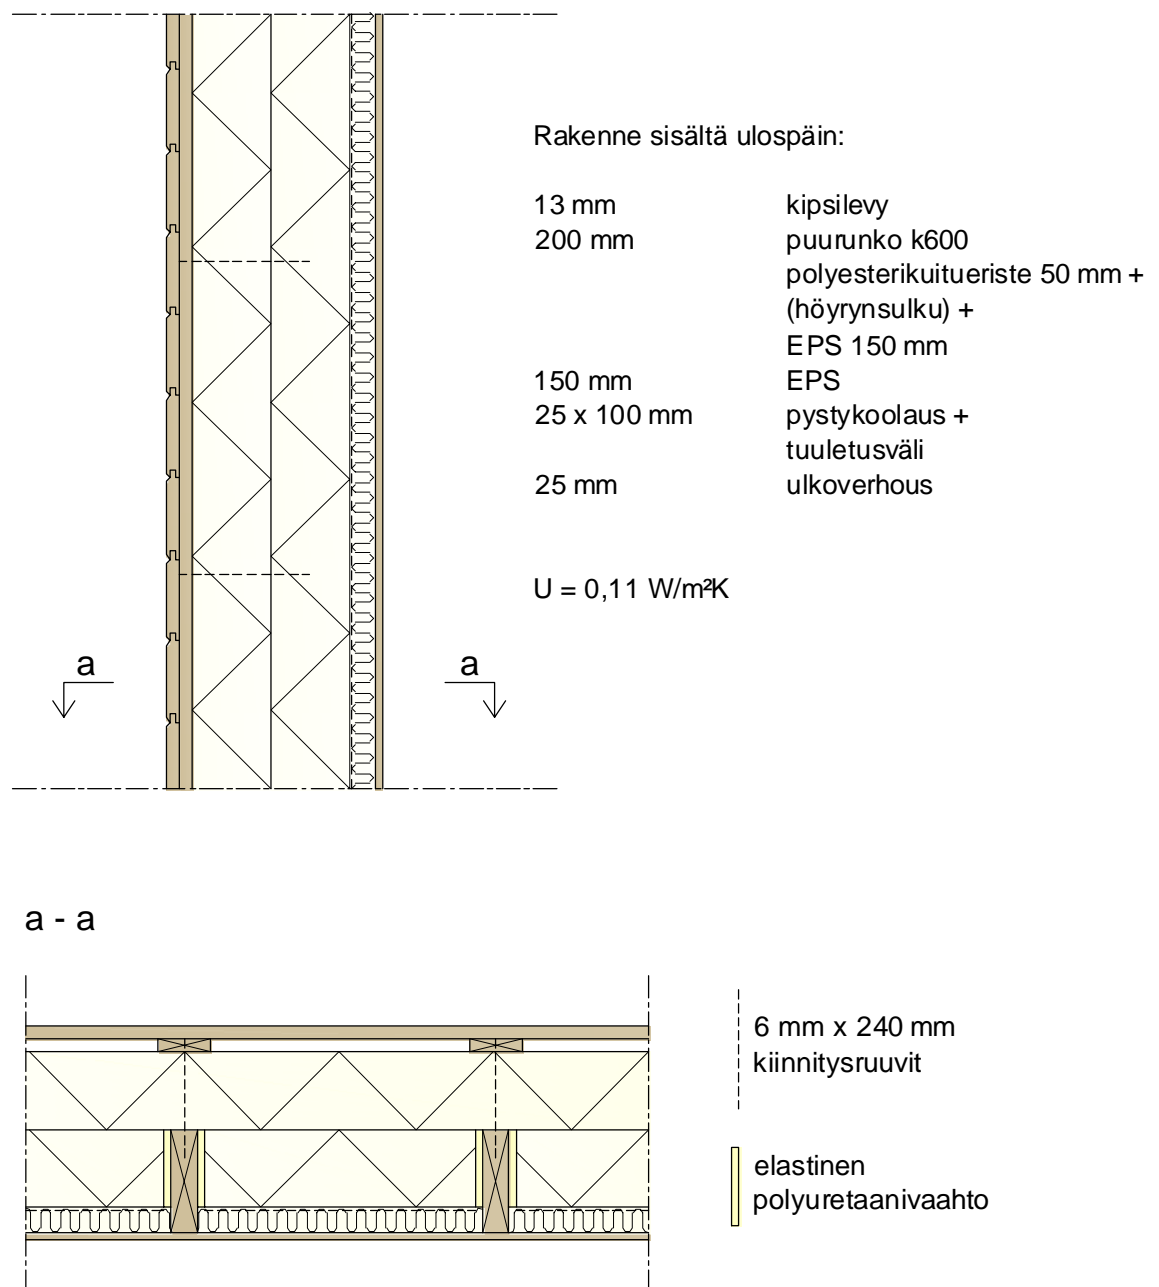 Rakenne sisältä ulospäin:
13 mm kipsilevy
200 mm puurunko k600
polyesterikuitueriste 50 mm +
(höyrynsulku) +
EPS 150 mm
150 mm EPS
25 x 100 mm pystykoolaus +
tuuletusväli
25 mm ulkoverhous
U = 0,11 W/m²K
a a
a - a
6 mm x 240 mm
kiinnitysruuvit
elastinen
polyuretaanivaahto